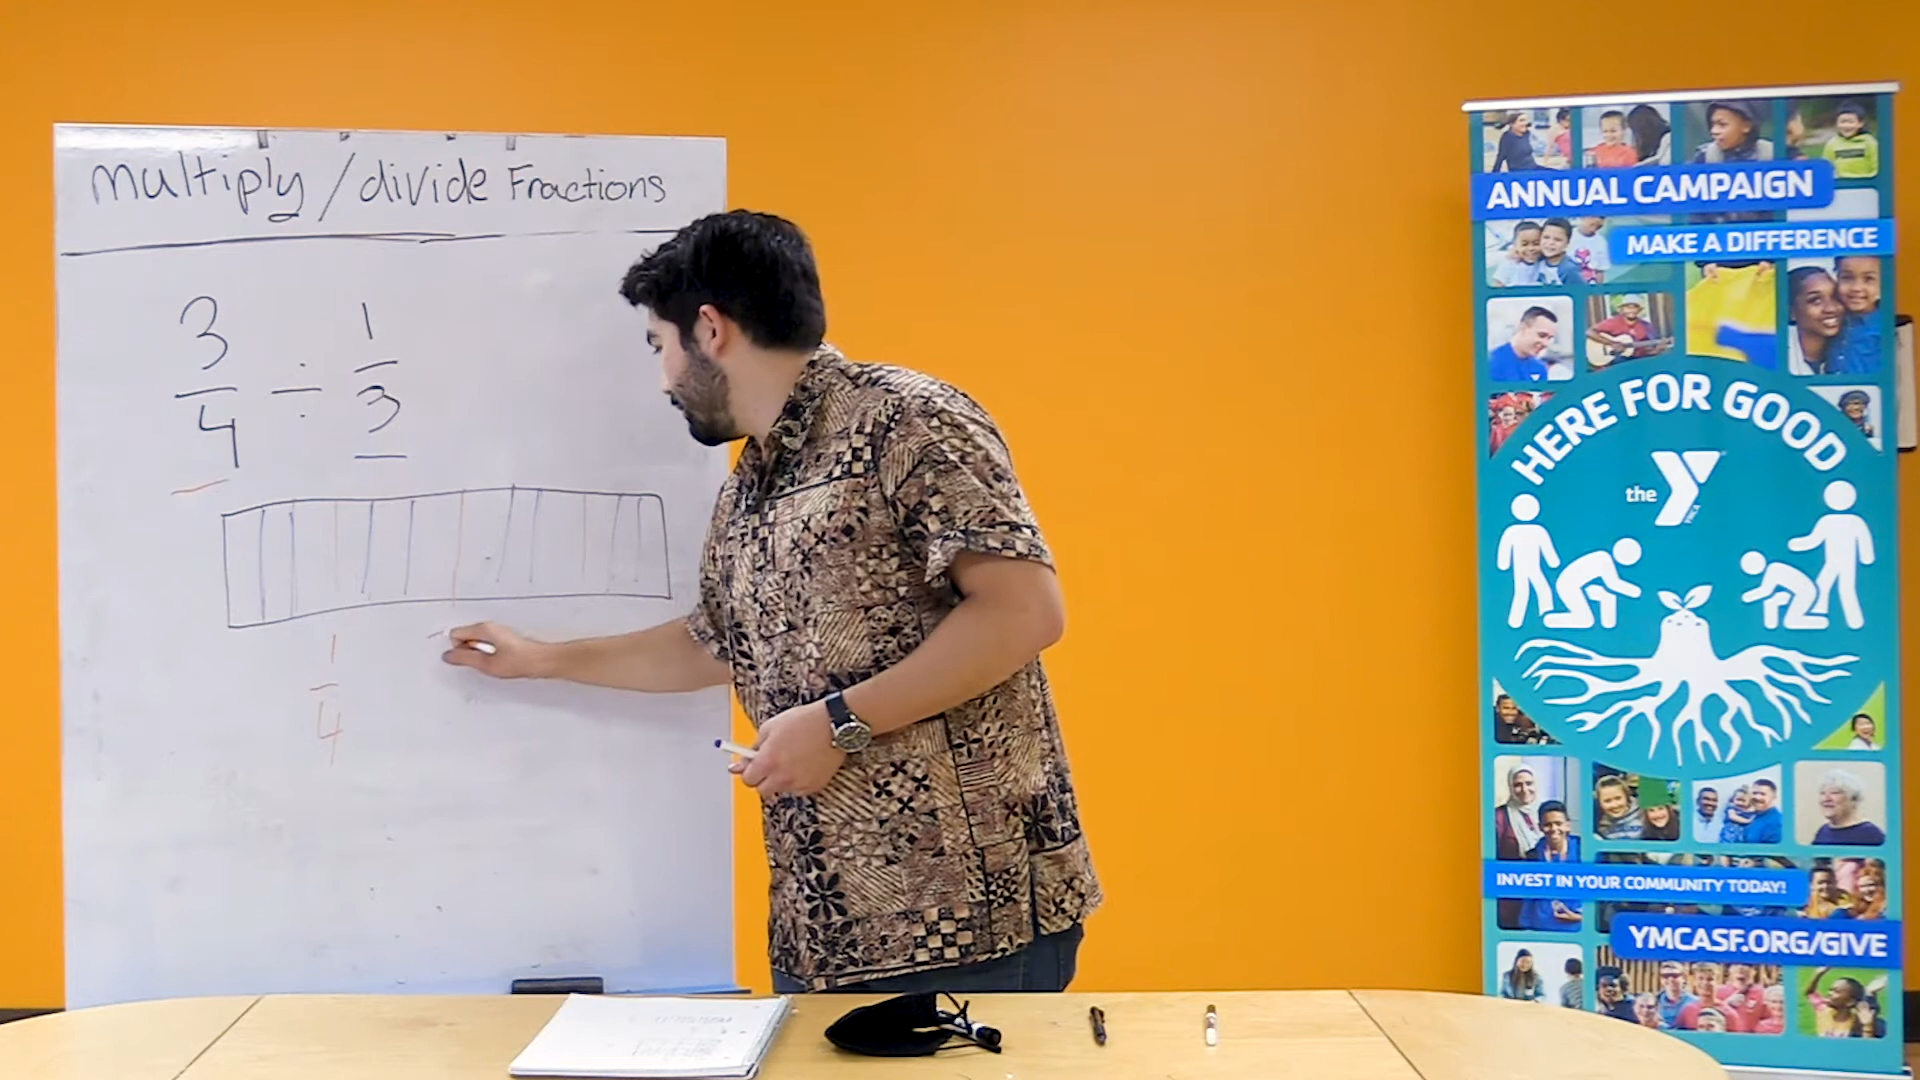 multiply / divide Fractions
3/4 ÷ 1/3
1/4
ANNUAL CAMPAIGN
MAKE A DIFFERENCE
HERE FOR GOOD
the Y
YMCA
INVEST IN YOUR COMMUNITY TODAY!
YMCASF.ORG/GIVE